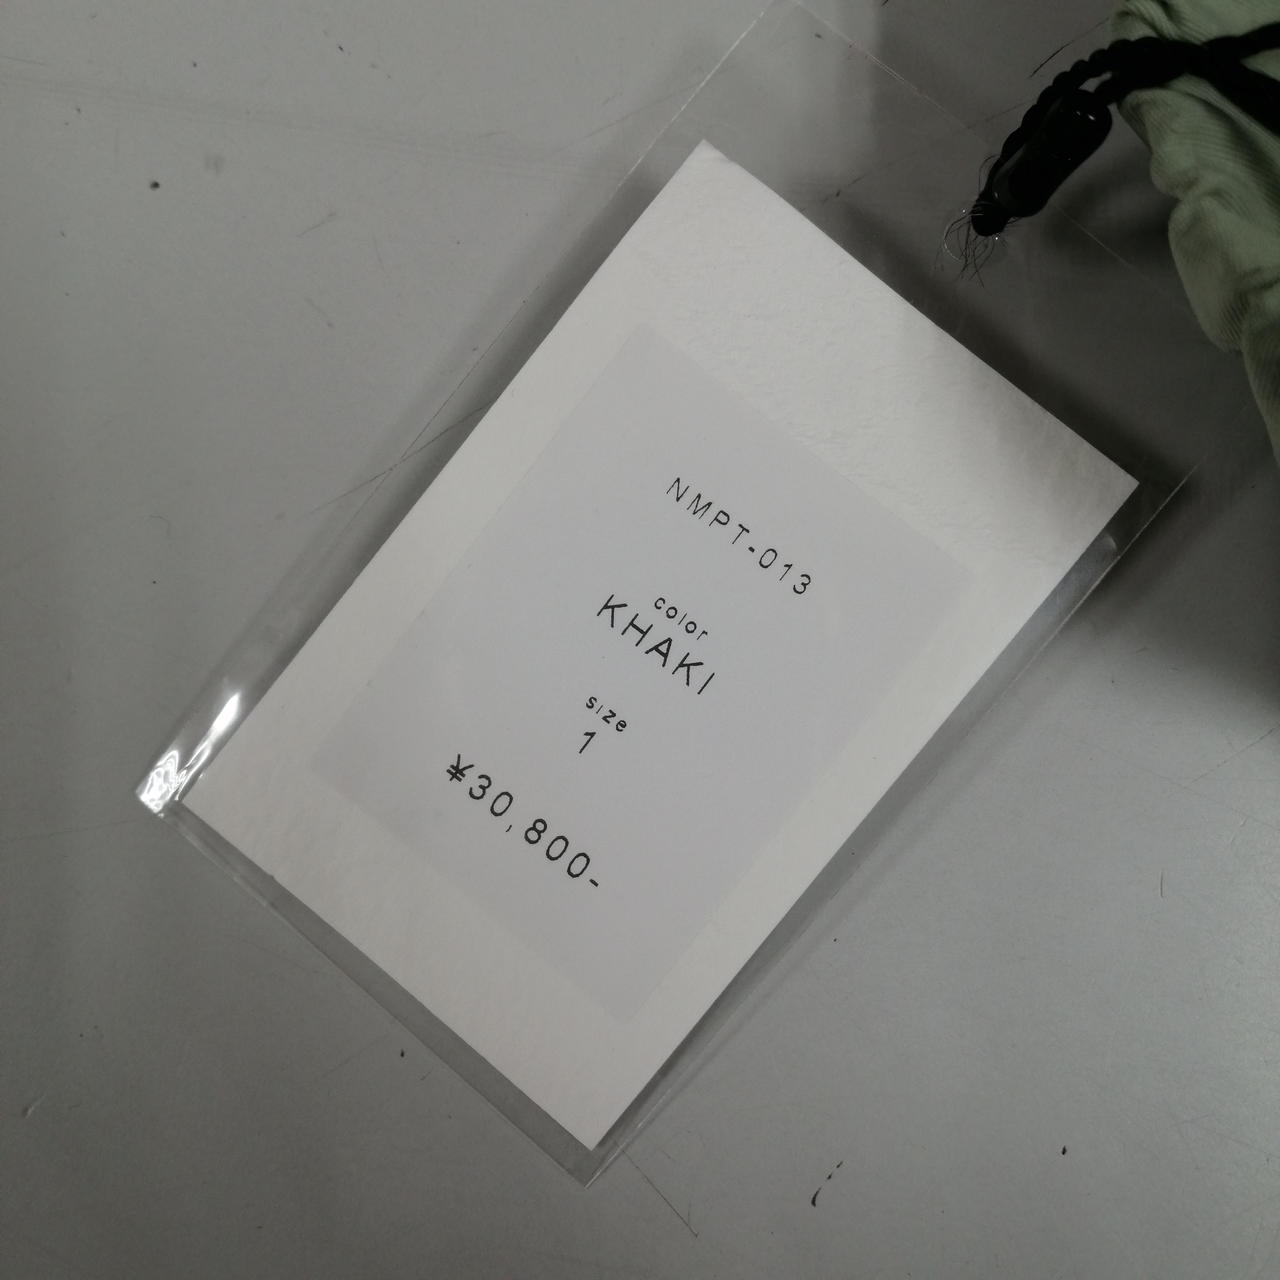 NMPT-013
color
KHAKI
size
1
¥30,800-